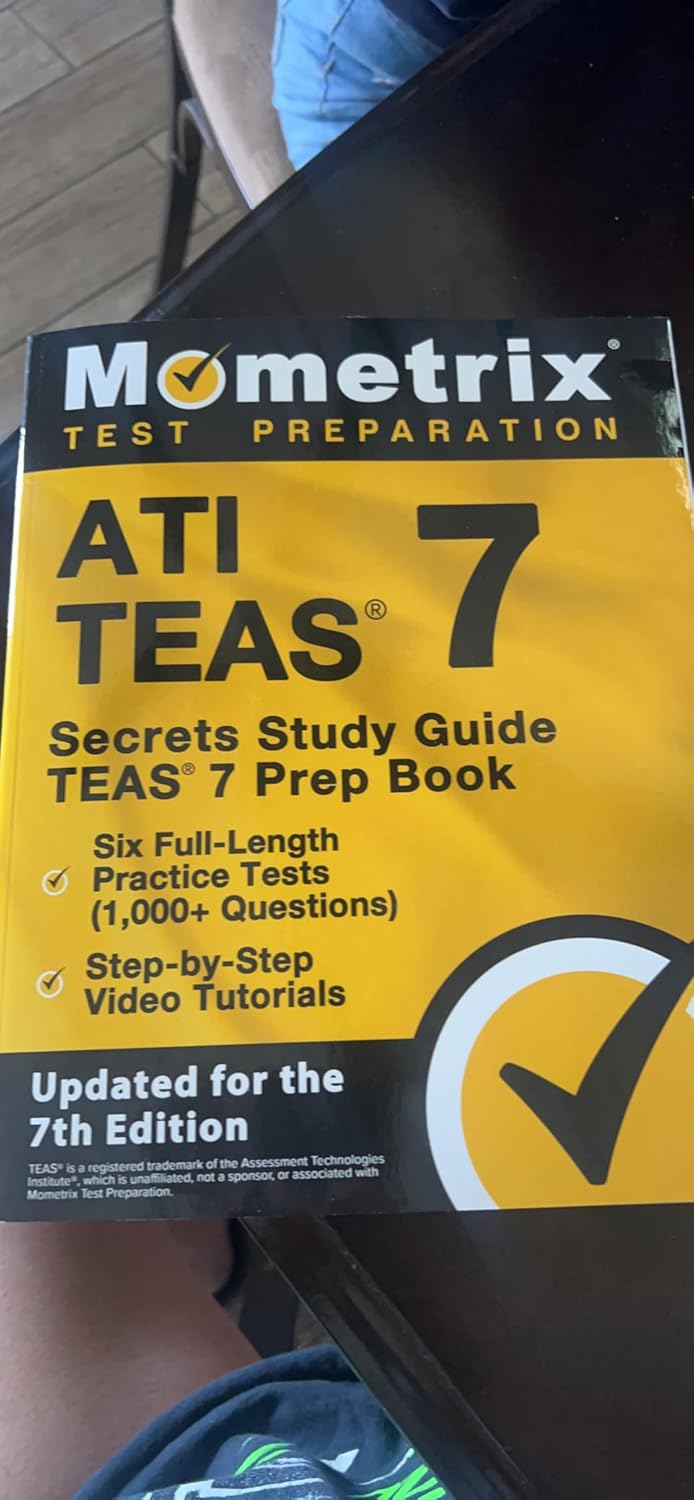 Mometrix®
TEST PREPARATION
ATI
TEAS® 7
Secrets Study Guide
TEAS® 7 Prep Book
Six Full-Length
Practice Tests
(1,000+ Questions)
Step-by-Step
Video Tutorials
Updated for the
7th Edition
TEAS® is a registered trademark of the Assessment Technologies
Institute®, which is unaffiliated, not a sponsor, or associated with
Mometrix Test Preparation.